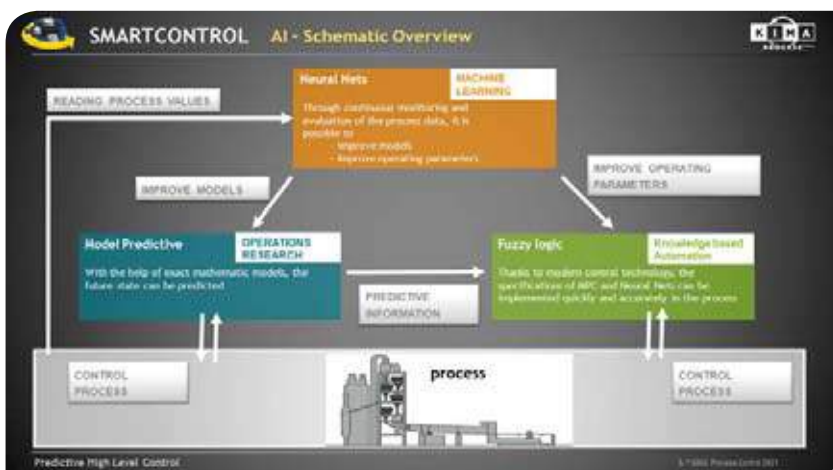 SMARTCONTROL AI - Schematic Overview
KIMA
PROCESS
READING PROCESS VALUES
Neural Nets
MACHINE
LEARNING
Through continuous monitoring and
evaluation of the process data, it is
possible to
- Improve models
- Improve operating parameters
IMPROVE MODELS
IMPROVE OPERATING
PARAMETERS
Model Predictive
OPERATIONS
RESEARCH
With the help of exact mathematic models, the
future state can be predicted
Fuzzy logic
Knowledge based
Automation
Thanks to modern control technology, the
specifications of MPC and Neural Nets can be
implemented quickly and accurately in the process
PREDICTIVE
INFORMATION
CONTROL
PROCESS
process
CONTROL
PROCESS
Predictive High Level Control
Process Control 2021